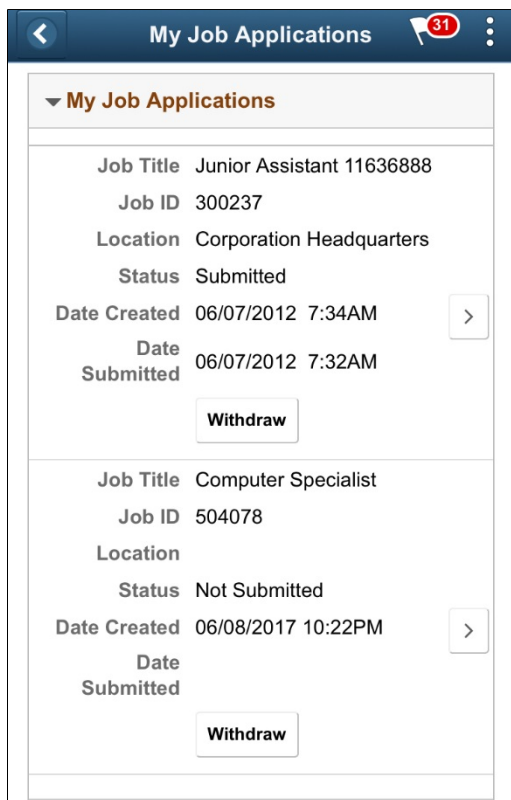 My Job Applications 31
My Job Applications
Job Title Junior Assistant 11636888
Job ID 300237
Location Corporation Headquarters
Status Submitted
Date Created 06/07/2012 7:34AM
Date Submitted 06/07/2012 7:32AM
Withdraw
Job Title Computer Specialist
Job ID 504078
Location
Status Not Submitted
Date Created 06/08/2017 10:22PM
Date
Submitted
Withdraw